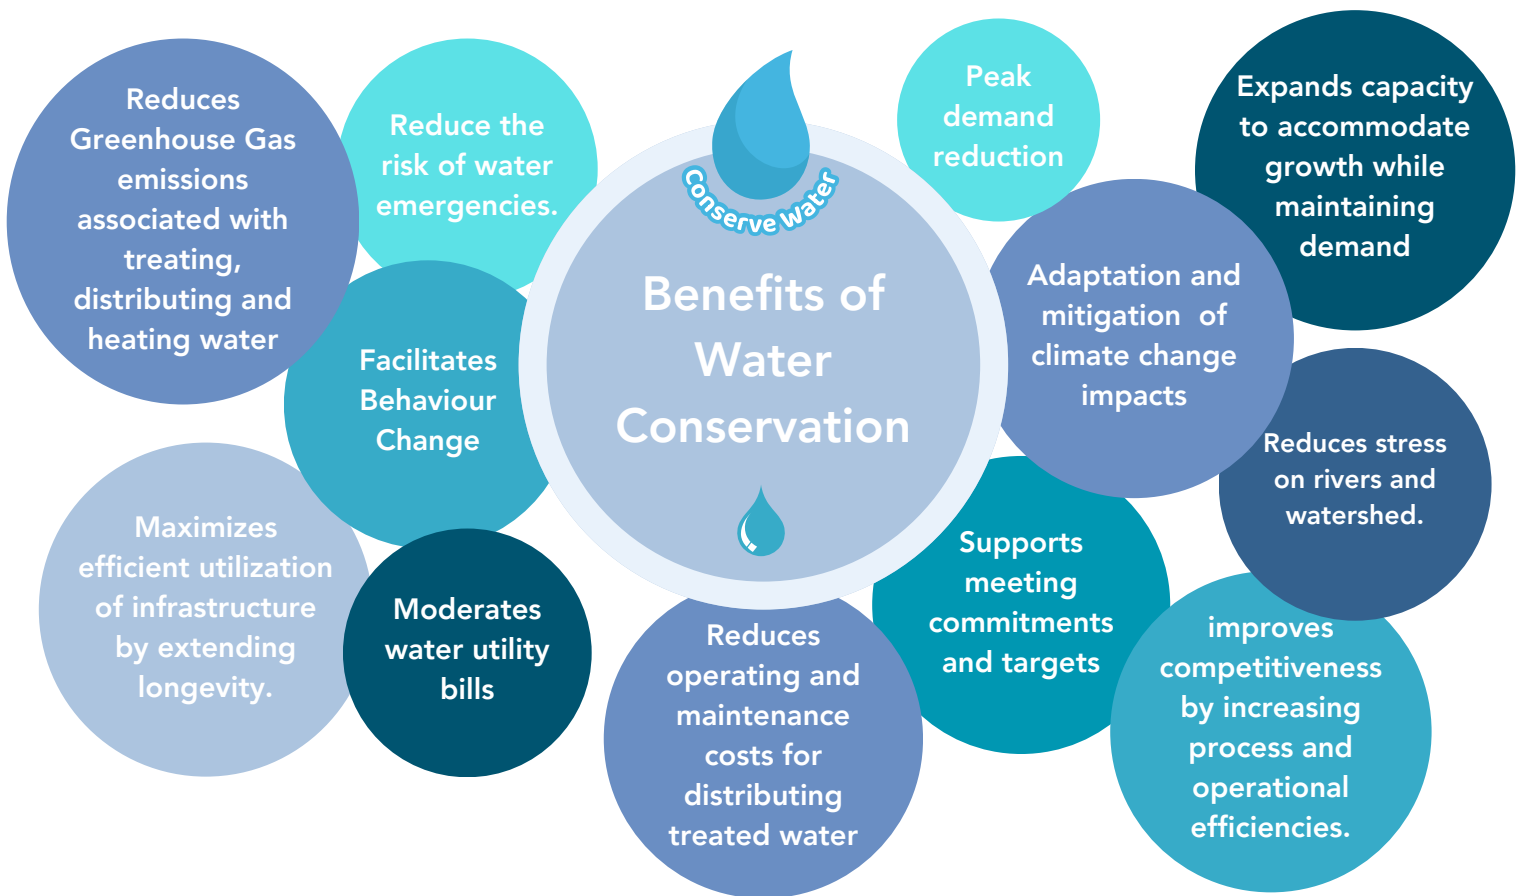 Reduces
Greenhouse Gas
emissions
associated with
treating,
distributing and
heating water
Reduce the
risk of water
emergencies.
Conserve Water
Benefits of
Water
Conservation
Peak
demand
reduction
Expands capacity
to accommodate
growth while
maintaining
demand
Facilitates
Behaviour
Change
Adaptation and
mitigation of
climate change
impacts
Reduces stress
on rivers and
watershed.
Maximizes
efficient utilization
of infrastructure
by extending
longevity.
Moderates
water utility
bills
Reduces
operating and
maintenance
costs for
distributing
treated water
Supports
meeting
commitments
and targets
improves
competitiveness
by increasing
process and
operational
efficiencies.